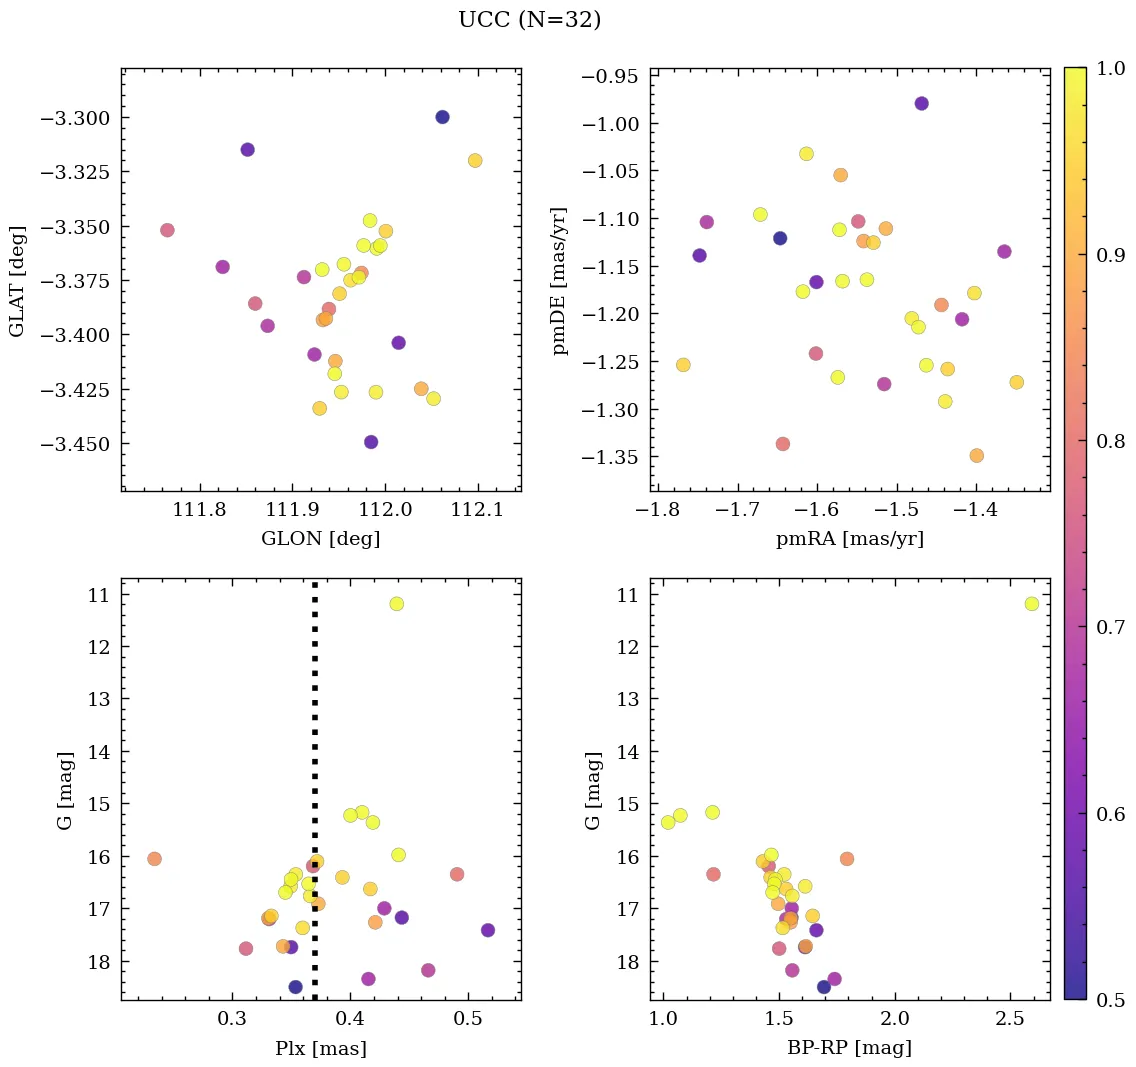 UCC (N=32)
−3.300
−3.325
−3.350
−3.375
−3.400
−3.425
−3.450
GLAT [deg]
111.8 111.9 112.0 112.1
GLON [deg]
−0.95
−1.00
−1.05
−1.10
−1.15
−1.20
−1.25
−1.30
−1.35
pmDE [mas/yr]
−1.8 −1.7 −1.6 −1.5 −1.4
pmRA [mas/yr]
11
12
13
14
15
16
17
18
G [mag]
0.3 0.4 0.5
Plx [mas]
11
12
13
14
15
16
17
18
G [mag]
1.0 1.5 2.0 2.5
BP-RP [mag]
1.0
0.9
0.8
0.7
0.6
0.5